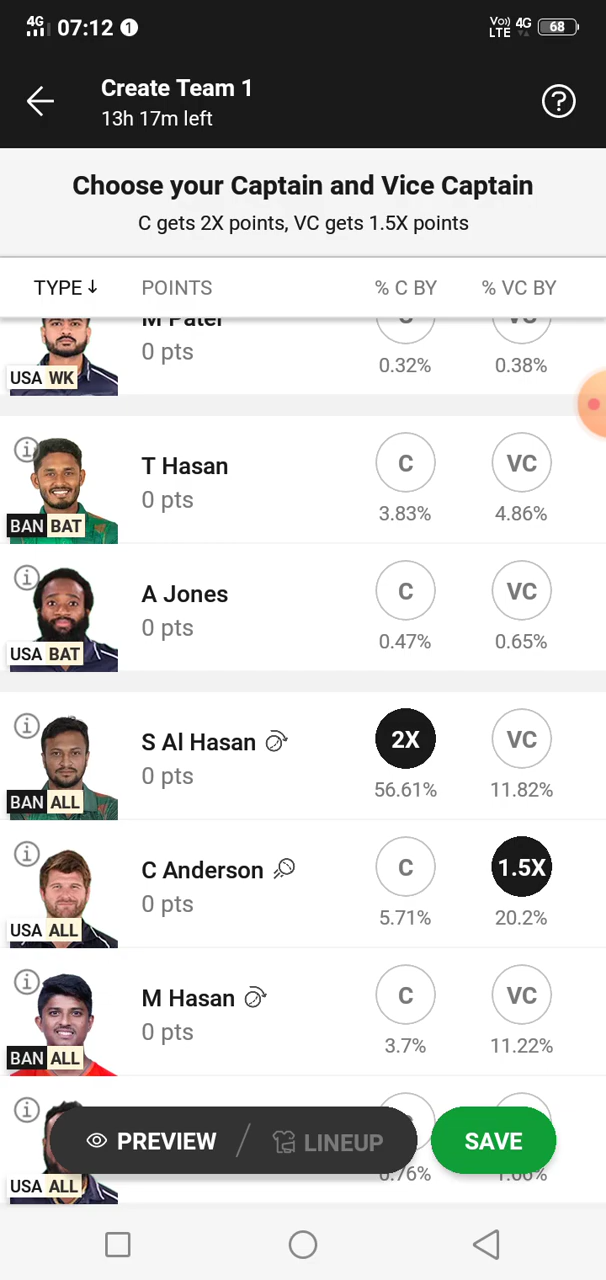 4G 07:12 1 Vo)) LTE 4G 68
Create Team 1
13h 17m left
?
Choose your Captain and Vice Captain
C gets 2X points, VC gets 1.5X points
TYPE↓ POINTS % C BY % VC BY
M Patel C VC
0 pts
USA WK 0.32% 0.38%
T Hasan C VC
0 pts 3.83% 4.86%
BAN BAT
A Jones C VC
0 pts 0.47% 0.65%
USA BAT
S Al Hasan 2X VC
0 pts 56.61% 11.82%
BAN ALL
C Anderson C 1.5X
0 pts 5.71% 20.2%
USA ALL
M Hasan C VC
0 pts 3.7% 11.22%
BAN ALL
PREVIEW / LINEUP SAVE
USA ALL